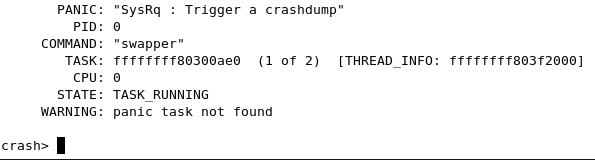 PANIC: "SysRq : Trigger a crashdump"
PID: 0
COMMAND: "swapper"
TASK: ffffffff80300ae0  (1 of 2)  [THREAD_INFO: ffffffff803f2000]
CPU: 0
STATE: TASK_RUNNING
WARNING: panic task not found
crash>